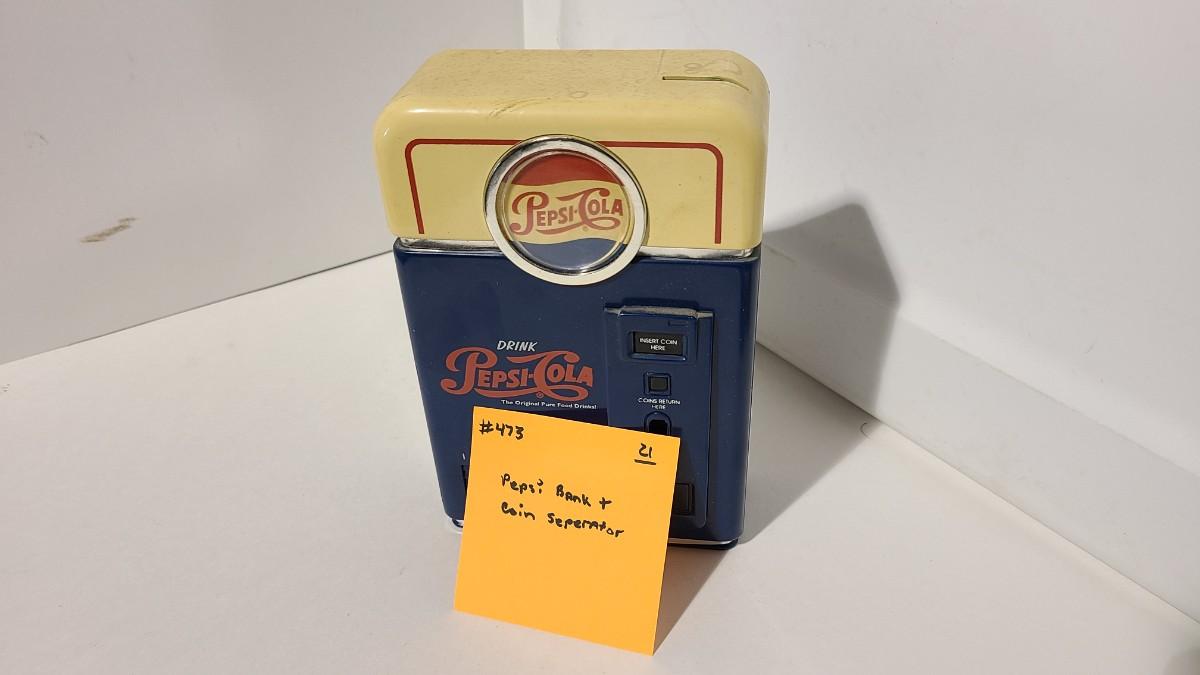 PEPSI-COLA
DRINK
PEPSI-COLA
The Original Pure Food Drinks!
INSERT COIN
HERE
COINS RETURN
HERE
#473
21
Pepsi Bank +
Coin Seperator